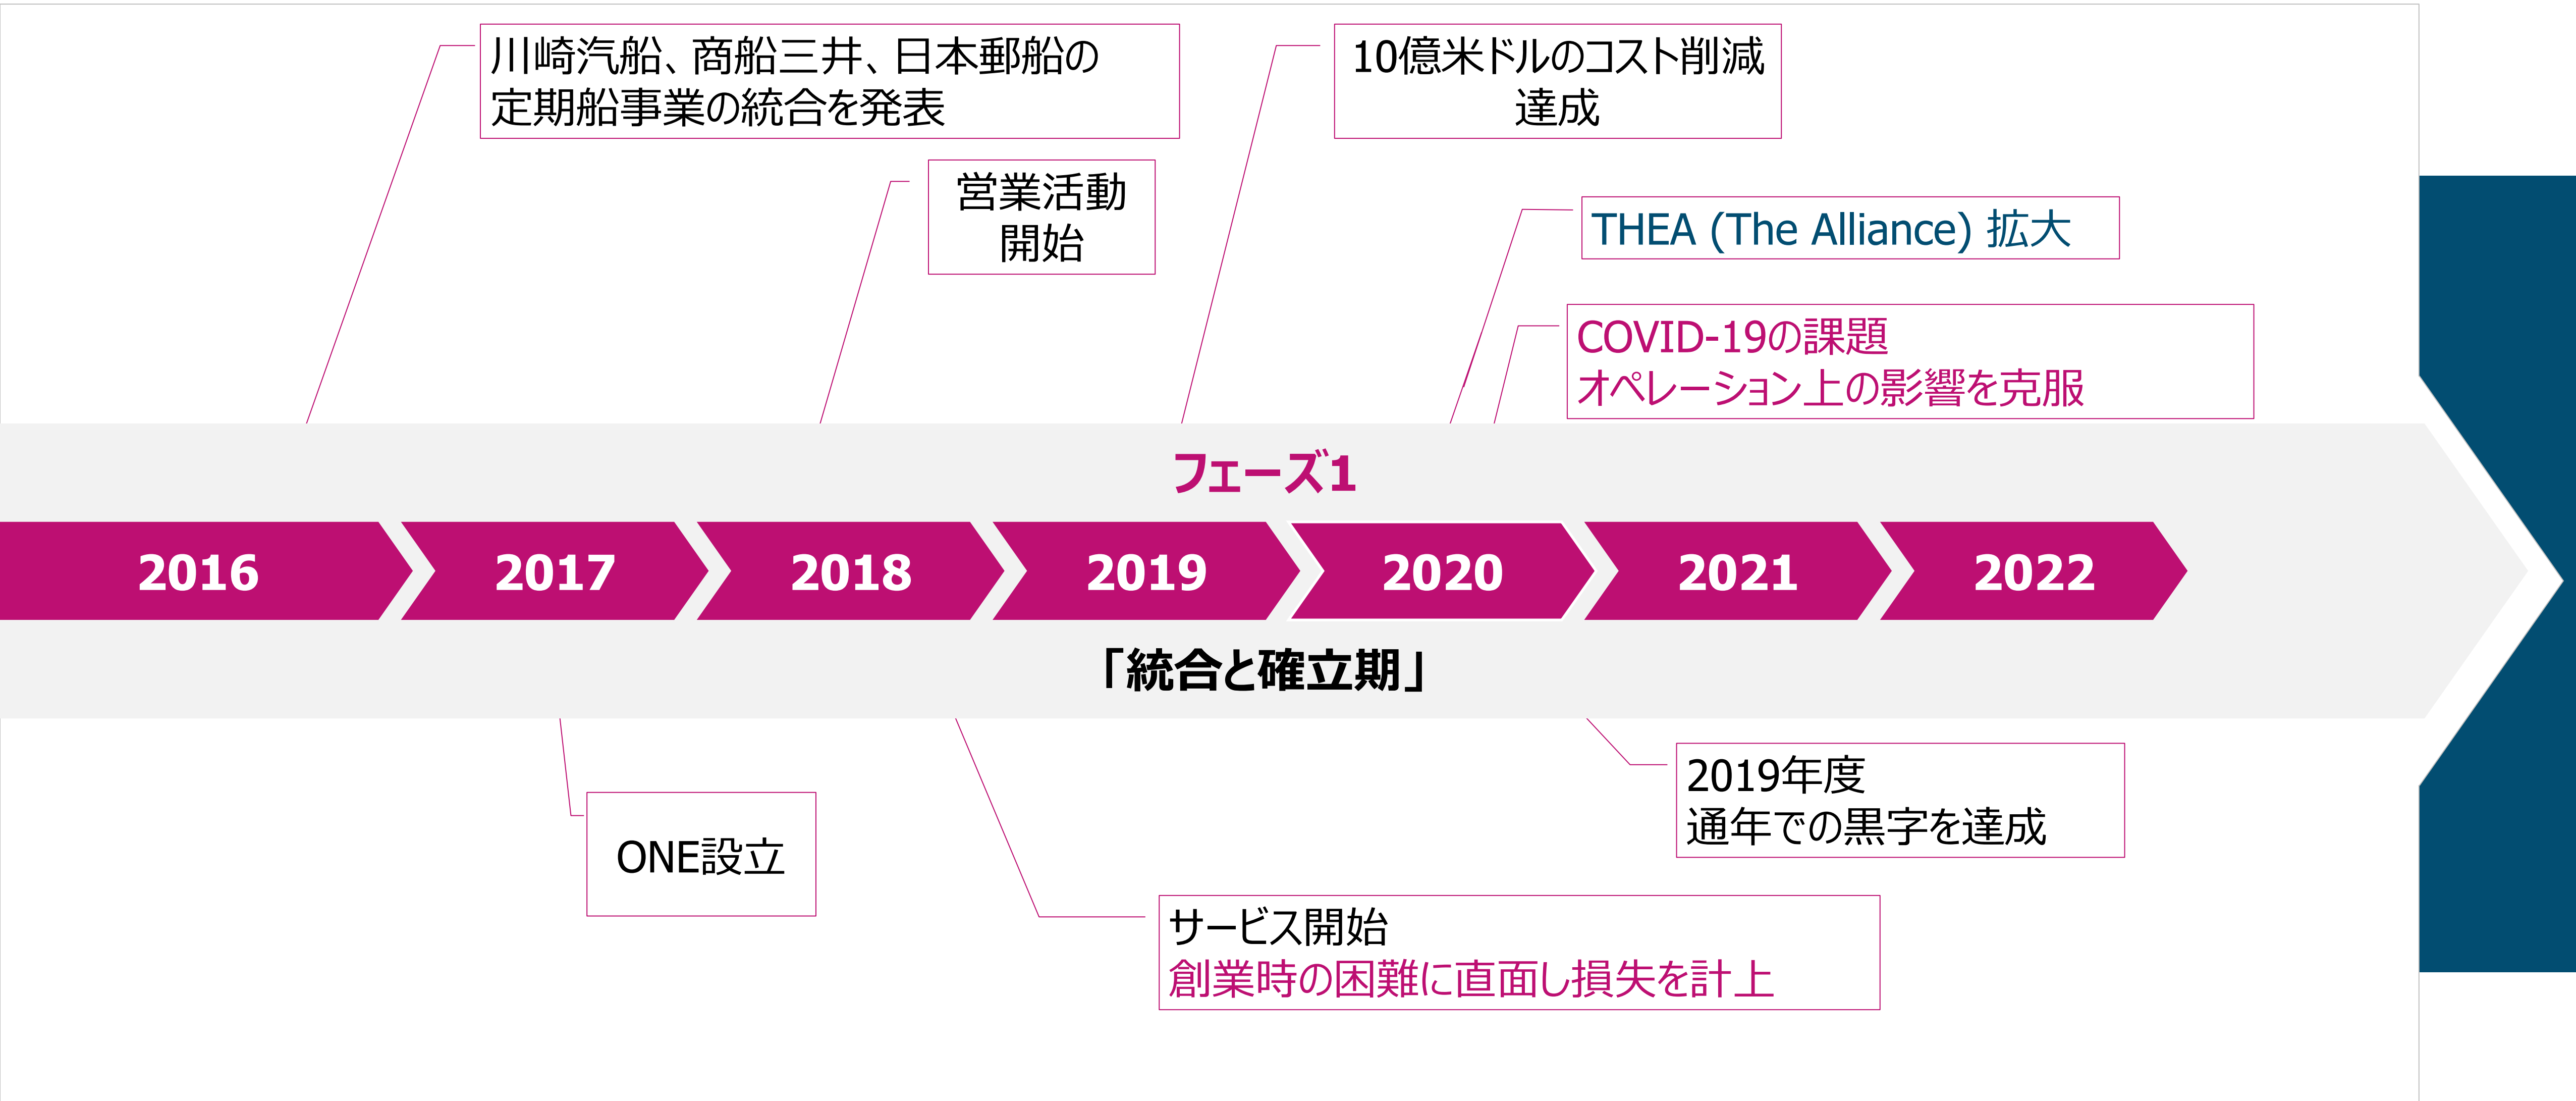 川崎汽船、商船三井、日本郵船の
定期船事業の統合を発表
10億米ドルのコスト削減
達成
営業活動
開始
THEA (The Alliance) 拡大
COVID-19の課題
オペレーション上の影響を克服
フェーズ1
2016
2017
2018
2019
2020
2021
2022
「統合と確立期」
ONE設立
2019年度
通年での黒字を達成
サービス開始
創業時の困難に直面し損失を計上